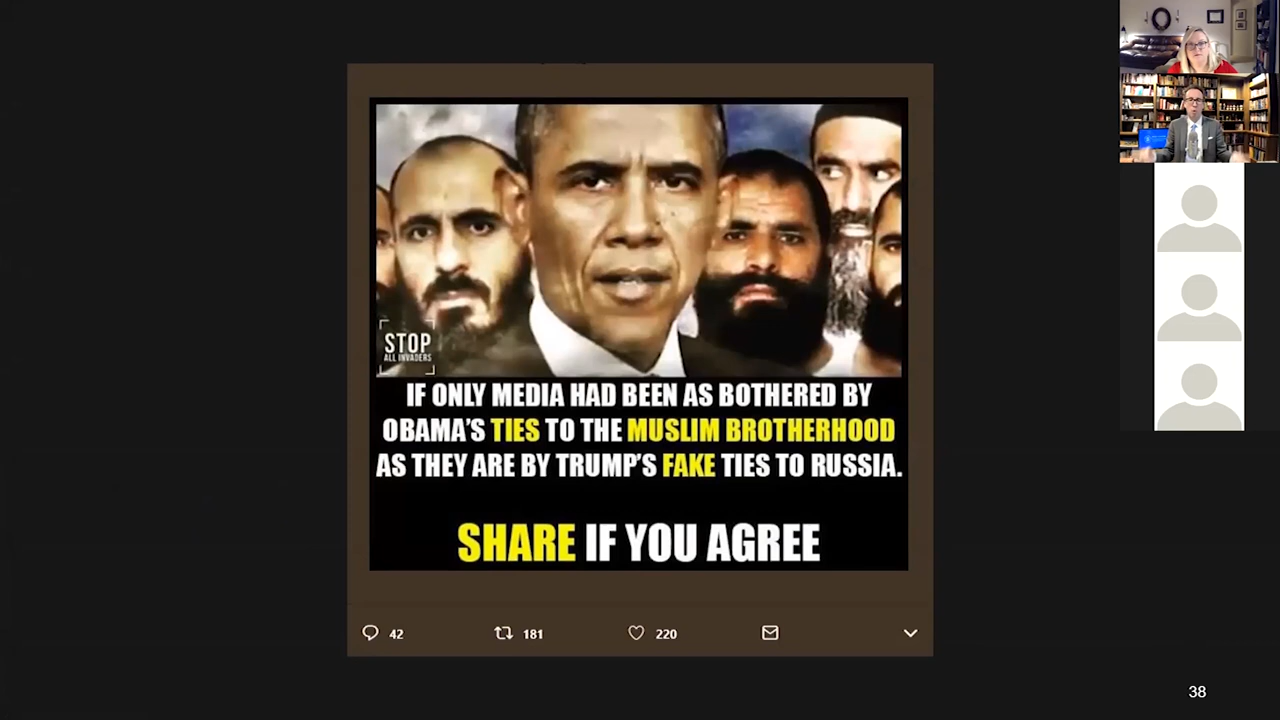 STOP
ALL INVADERS
IF ONLY MEDIA HAD BEEN AS BOTHERED BY
OBAMA'S TIES TO THE MUSLIM BROTHERHOOD
AS THEY ARE BY TRUMP'S FAKE TIES TO RUSSIA.
SHARE IF YOU AGREE
42
181
220
38